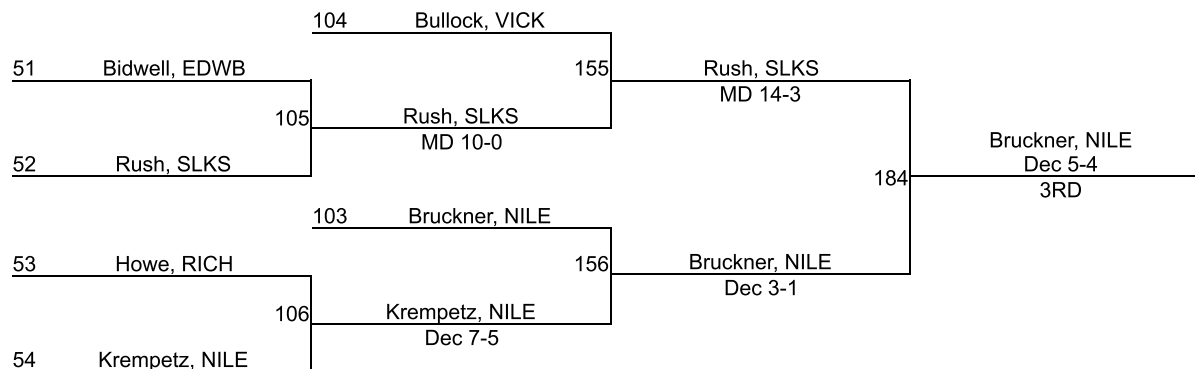 104 Bullock, VICK
51 Bidwell, EDWB
155 Rush, SLKS
MD 14-3
105 Rush, SLKS
MD 10-0
52 Rush, SLKS
Bruckner, NILE
Dec 5-4
184
3RD
103 Bruckner, NILE
53 Howe, RICH
156 Bruckner, NILE
Dec 3-1
106 Krempetz, NILE
Dec 7-5
54 Krempetz, NILE